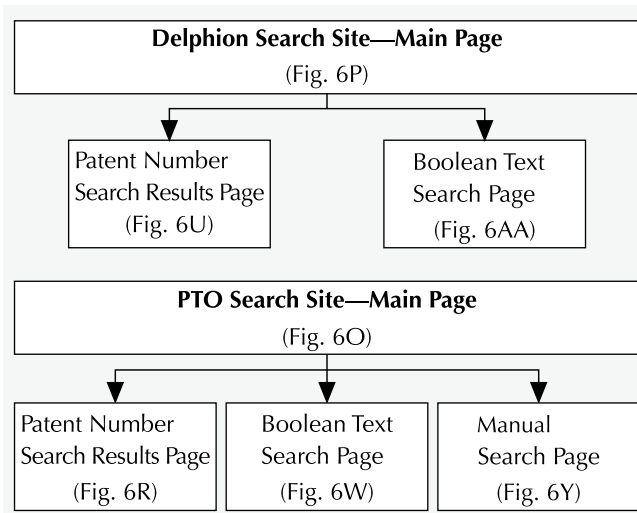 Delphion Search Site—Main Page
(Fig. 6P)
Patent Number
Search Results Page
(Fig. 6U)
Boolean Text
Search Page
(Fig. 6AA)
PTO Search Site—Main Page
(Fig. 6O)
Patent Number
Search Results Page
(Fig. 6R)
Boolean Text
Search Page
(Fig. 6W)
Manual
Search Page
(Fig. 6Y)